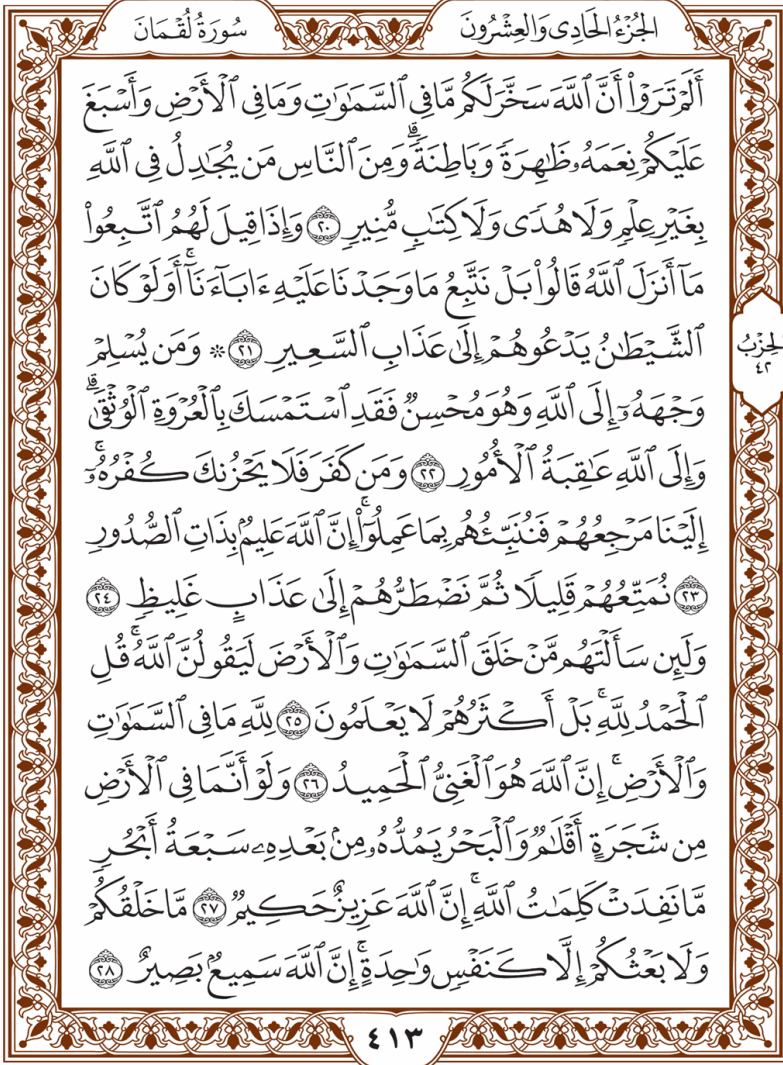 الجُزْءُ الحَادِى وَالعِشْرُونَ
سُورَةُ لُقْمَانَ
أَلَمْ تَرَوْا۟ أَنَّ ٱللَّهَ سَخَّرَ لَكُم مَّا فِى ٱلسَّمَـٰوَٰتِ وَمَا فِى ٱلْأَرْضِ وَأَسْبَغَ
عَلَيْكُمْ نِعَمَهُۥ ظَـٰهِرَةً وَبَاطِنَةً ۗ وَمِنَ ٱلنَّاسِ مَن يُجَـٰدِلُ فِى ٱللَّهِ
بِغَيْرِ عِلْمٍ وَلَا هُدًى وَلَا كِتَـٰبٍ مُّنِيرٍ ٢٠ وَإِذَا قِيلَ لَهُمُ ٱتَّبِعُوا۟
مَآ أَنزَلَ ٱللَّهُ قَالُوا۟ بَلْ نَتَّبِعُ مَا وَجَدْنَا عَلَيْهِ ءَابَآءَنَآ ۚ أَوَلَوْ كَانَ
ٱلشَّيْطَـٰنُ يَدْعُوهُمْ إِلَىٰ عَذَابِ ٱلسَّعِيرِ ٢١ * وَمَن يُسْلِمْ
الحِزْبُ
٤٢
وَجْهَهُۥٓ إِلَى ٱللَّهِ وَهُوَ مُحْسِنٌ فَقَدِ ٱسْتَمْسَكَ بِٱلْعُرْوَةِ ٱلْوُثْقَىٰ ۗ
وَإِلَى ٱللَّهِ عَـٰقِبَةُ ٱلْأُمُورِ ٢٢ وَمَن كَفَرَ فَلَا يَحْزُنكَ كُفْرُهُۥٓ ۚ
إِلَيْنَا مَرْجِعُهُمْ فَنُنَبِّئُهُم بِمَا عَمِلُوٓا۟ ۚ إِنَّ ٱللَّهَ عَلِيمٌۢ بِذَاتِ ٱلصُّدُورِ
٢٣ نُمَتِّعُهُمْ قَلِيلًا ثُمَّ نَضْطَرُّهُمْ إِلَىٰ عَذَابٍ غَلِيظٍ ٢٤
وَلَئِن سَأَلْتَهُم مَّنْ خَلَقَ ٱلسَّمَـٰوَٰتِ وَٱلْأَرْضَ لَيَقُولُنَّ ٱللَّهُ ۚ قُلِ
ٱلْحَمْدُ لِلَّهِ ۚ بَلْ أَكْثَرُهُمْ لَا يَعْلَمُونَ ٢٥ لِلَّهِ مَا فِى ٱلسَّمَـٰوَٰتِ
وَٱلْأَرْضِ ۚ إِنَّ ٱللَّهَ هُوَ ٱلْغَنِىُّ ٱلْحَمِيدُ ٢٦ وَلَوْ أَنَّمَا فِى ٱلْأَرْضِ
مِن شَجَرَةٍ أَقْلَـٰمٌ وَٱلْبَحْرُ يَمُدُّهُۥ مِنۢ بَعْدِهِۦ سَبْعَةُ أَبْحُرٍ
مَّا نَفِدَتْ كَلِمَـٰتُ ٱللَّهِ ۗ إِنَّ ٱللَّهَ عَزِيزٌ حَكِيمٌ ٢٧ مَّا خَلْقُكُمْ
وَلَا بَعْثُكُمْ إِلَّا كَنَفْسٍ وَٰحِدَةٍ ۗ إِنَّ ٱللَّهَ سَمِيعٌۢ بَصِيرٌ ٢٨
٤١٣